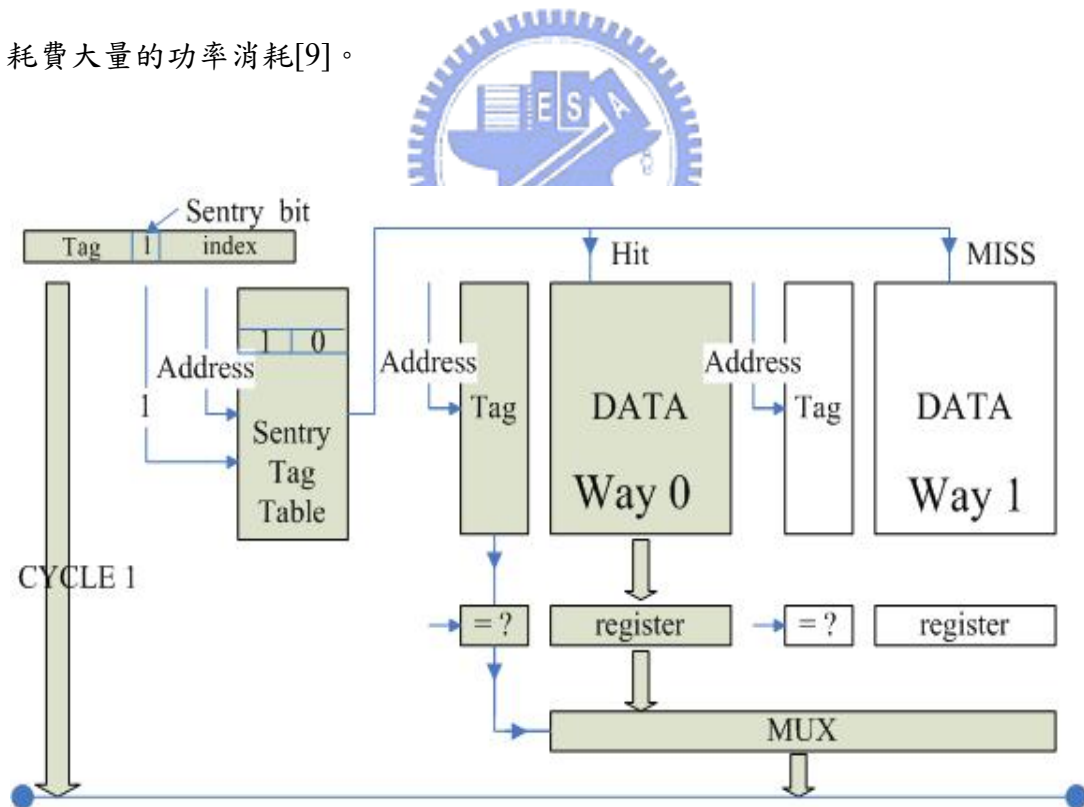 耗費大量的功率消耗[9]。
ESA
Sentry bit
Tag 1 index
Hit
MISS
1 0
Address
Address
Address
1
Sentry
Tag
Table
Tag
DATA
Way 0
Tag
DATA
Way 1
CYCLE 1
= ?
register
= ?
register
MUX